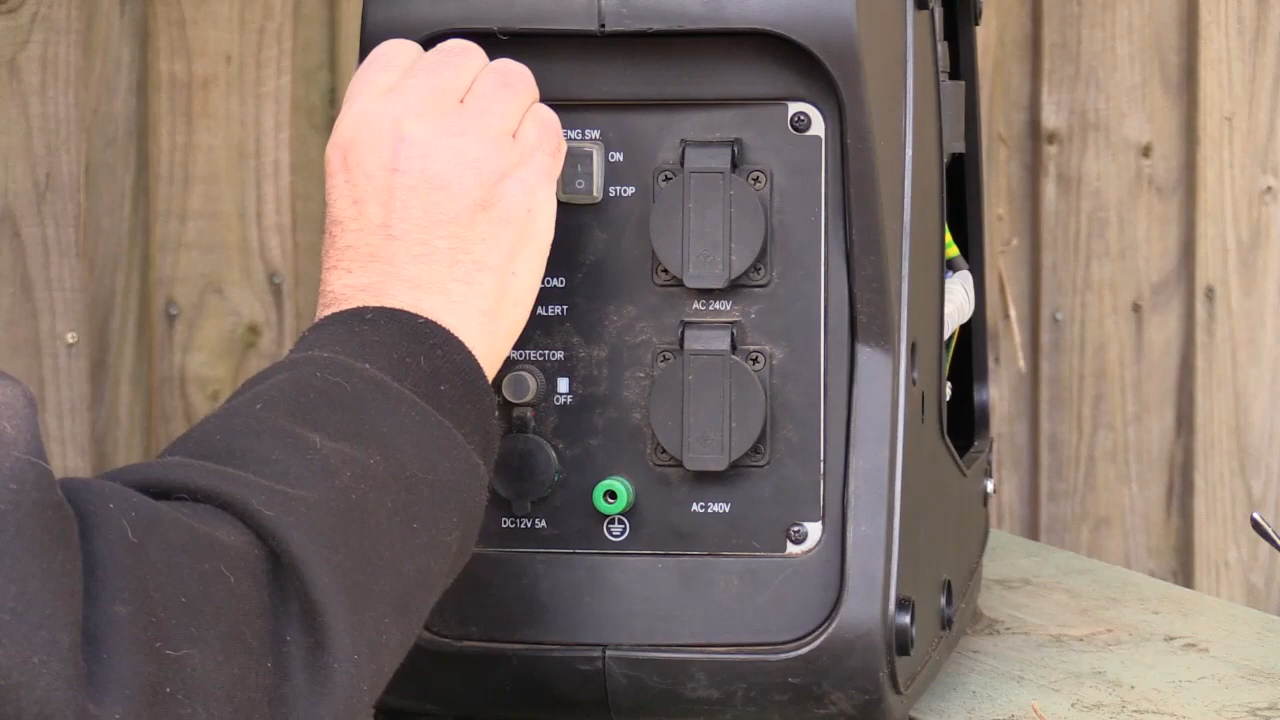 ENG.SW.
ON
I
O
STOP
LOAD
ALERT
AC 240V
PROTECTOR
OFF
AC 240V
DC12V 5A